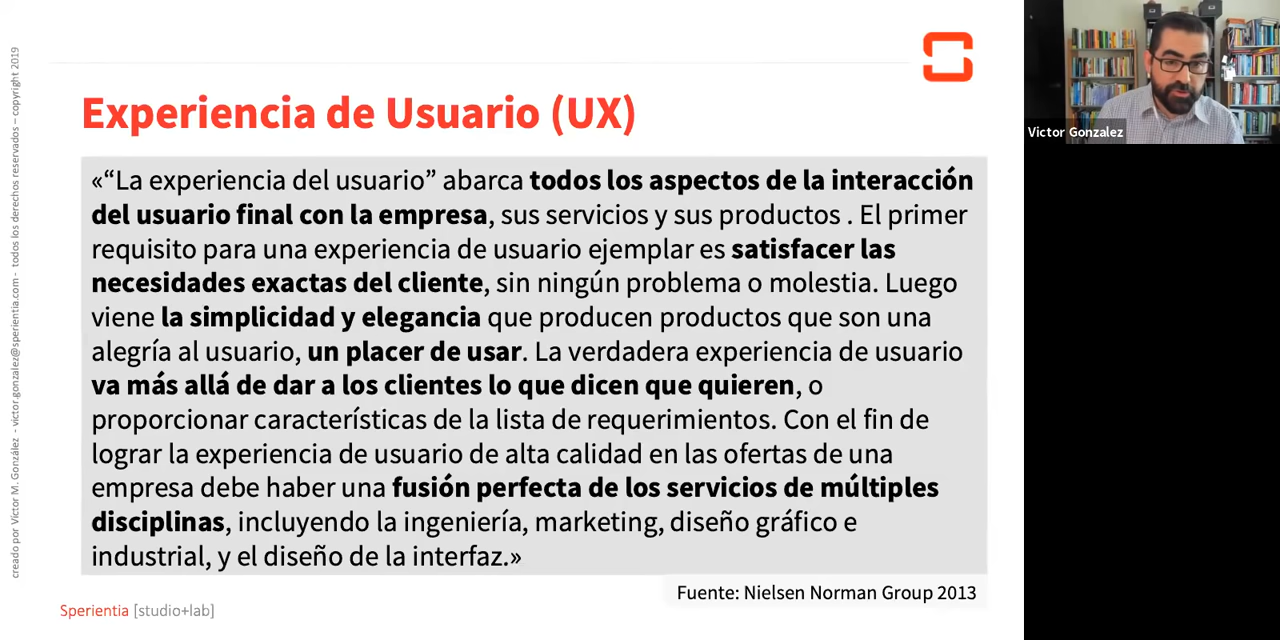 Experiencia de Usuario (UX)
«“La experiencia del usuario” abarca todos los aspectos de la interacción
del usuario final con la empresa, sus servicios y sus productos . El primer
requisito para una experiencia de usuario ejemplar es satisfacer las
necesidades exactas del cliente, sin ningún problema o molestia. Luego
viene la simplicidad y elegancia que producen productos que son una
alegría al usuario, un placer de usar. La verdadera experiencia de usuario
va más allá de dar a los clientes lo que dicen que quieren, o
proporcionar características de la lista de requerimientos. Con el fin de
lograr la experiencia de usuario de alta calidad en las ofertas de una
empresa debe haber una fusión perfecta de los servicios de múltiples
disciplinas, incluyendo la ingeniería, marketing, diseño gráfico e
industrial, y el diseño de la interfaz.»
Fuente: Nielsen Norman Group 2013
Sperientia [studio+lab]
creado por Víctor M. González - victor.gonzalez@sperientia.com - todos los derechos reservados – copyright 2019
Victor Gonzalez